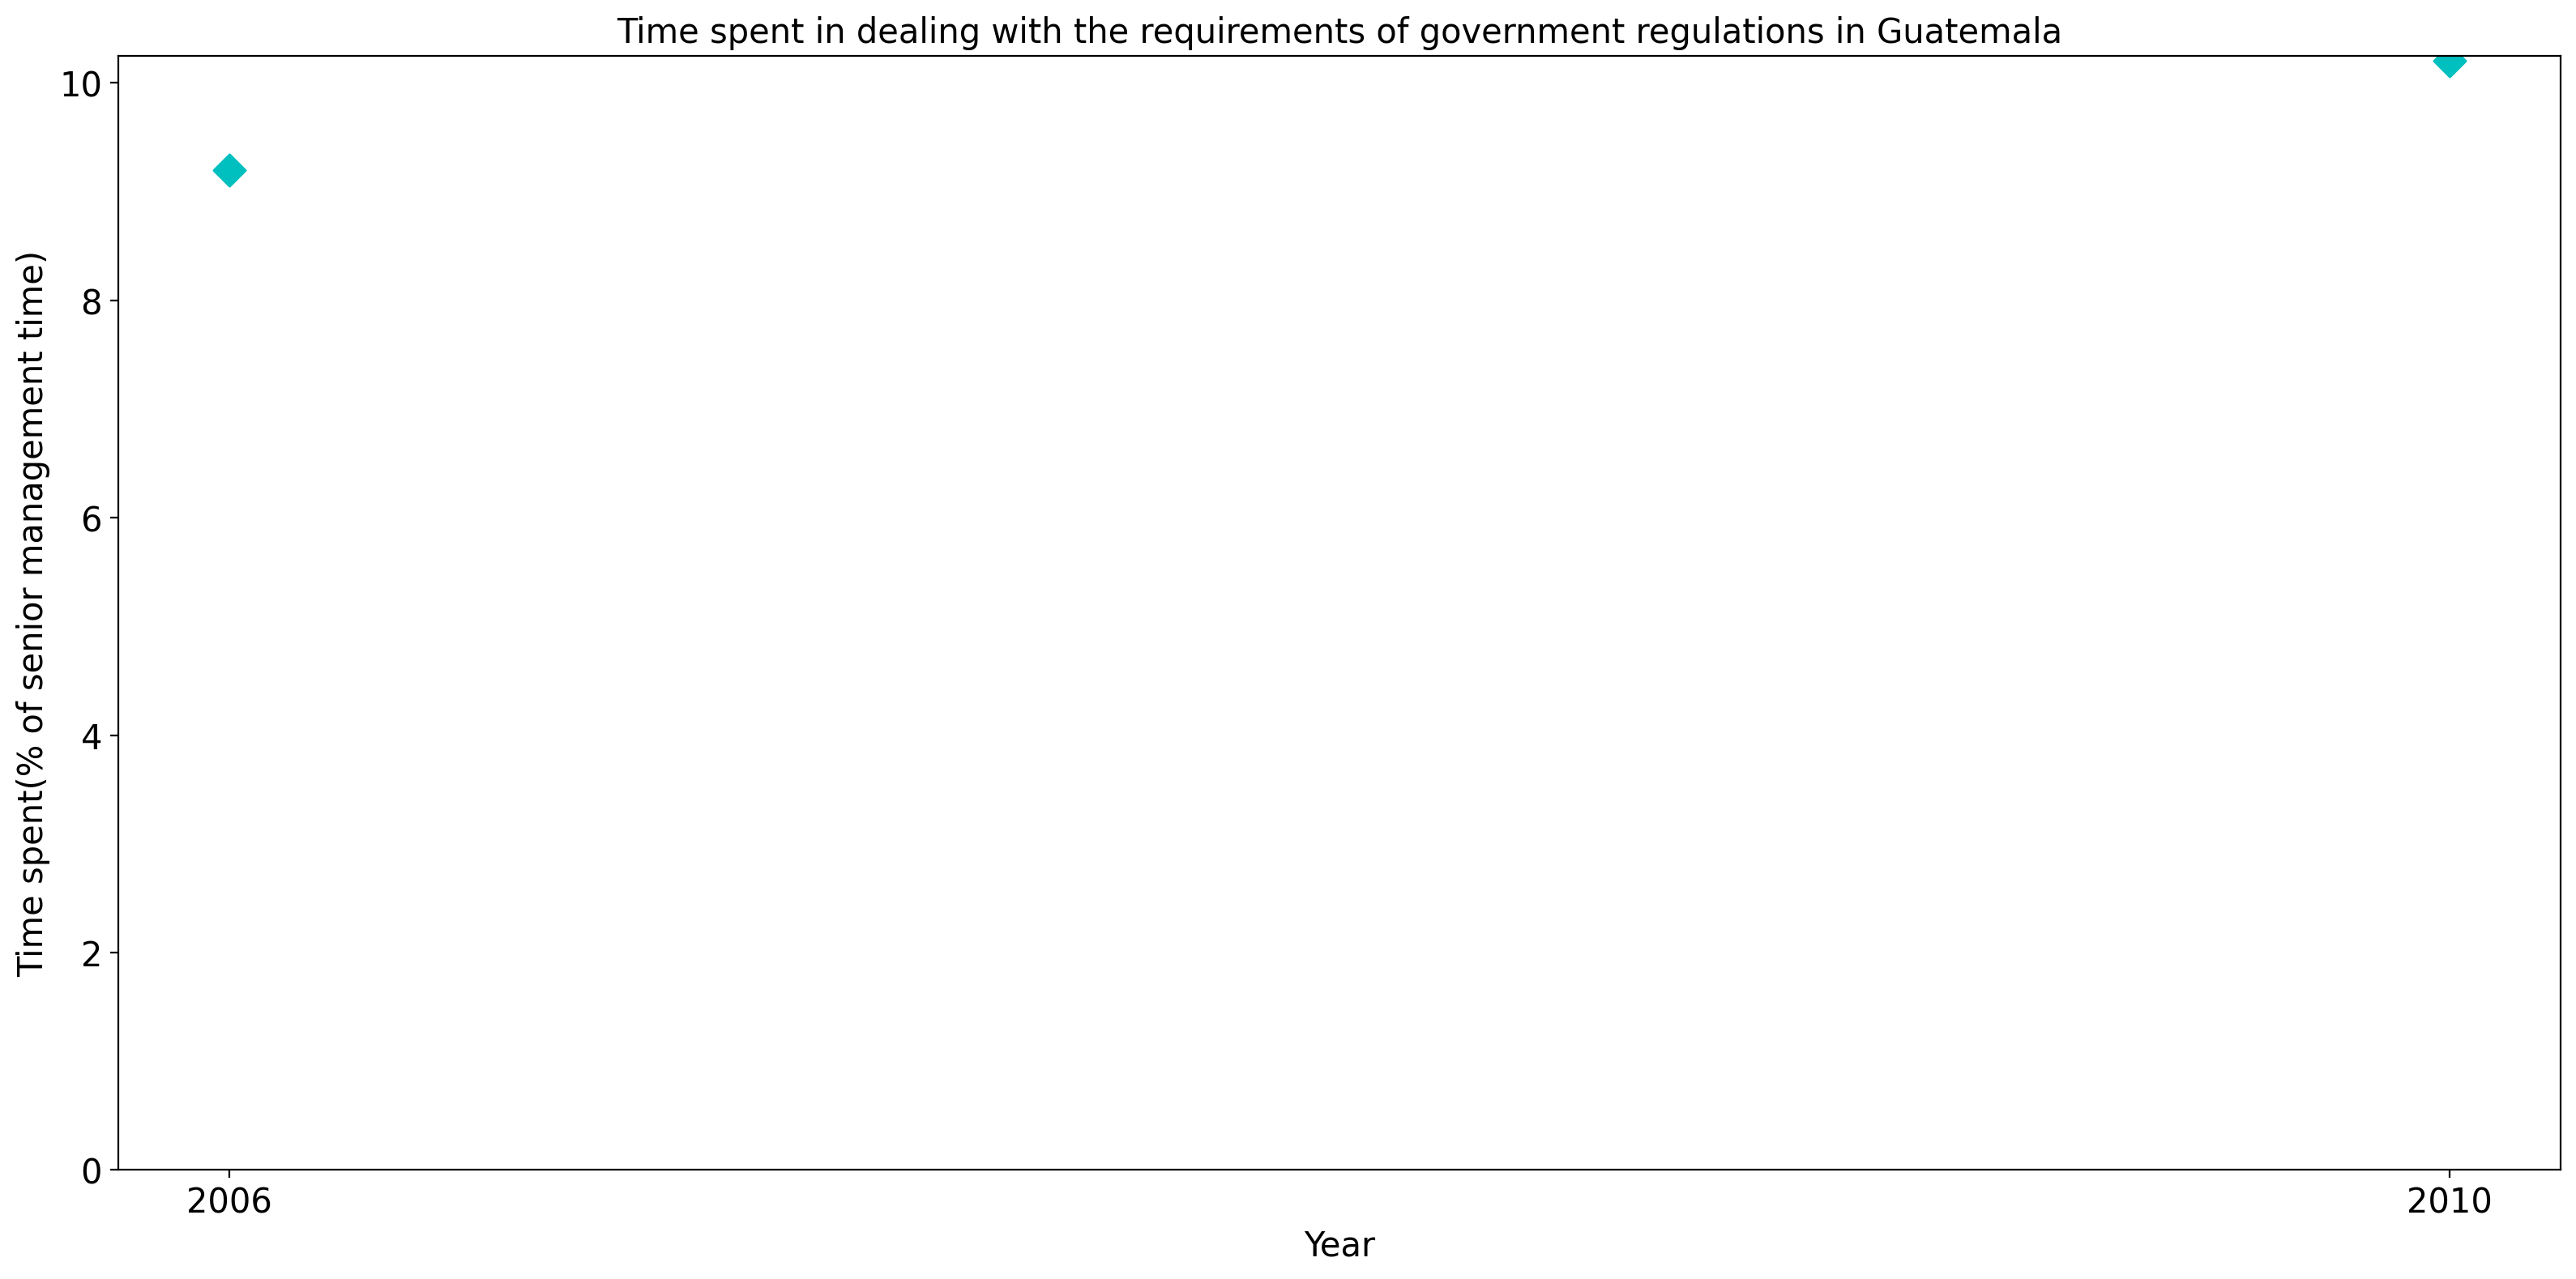 Time spent in dealing with the requirements of government regulations in Guatemala
Time spent(% of senior management time)
10
8
6
4
2
0
2006 2010
Year